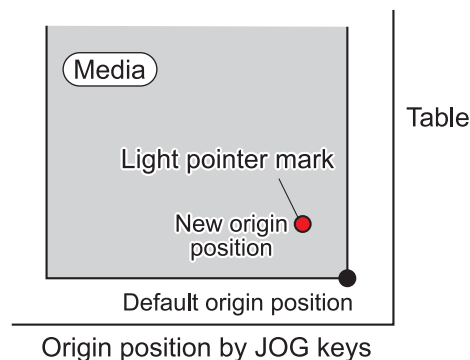 Media
Table
Light pointer mark
New origin
position
Default origin position
Origin position by JOG keys